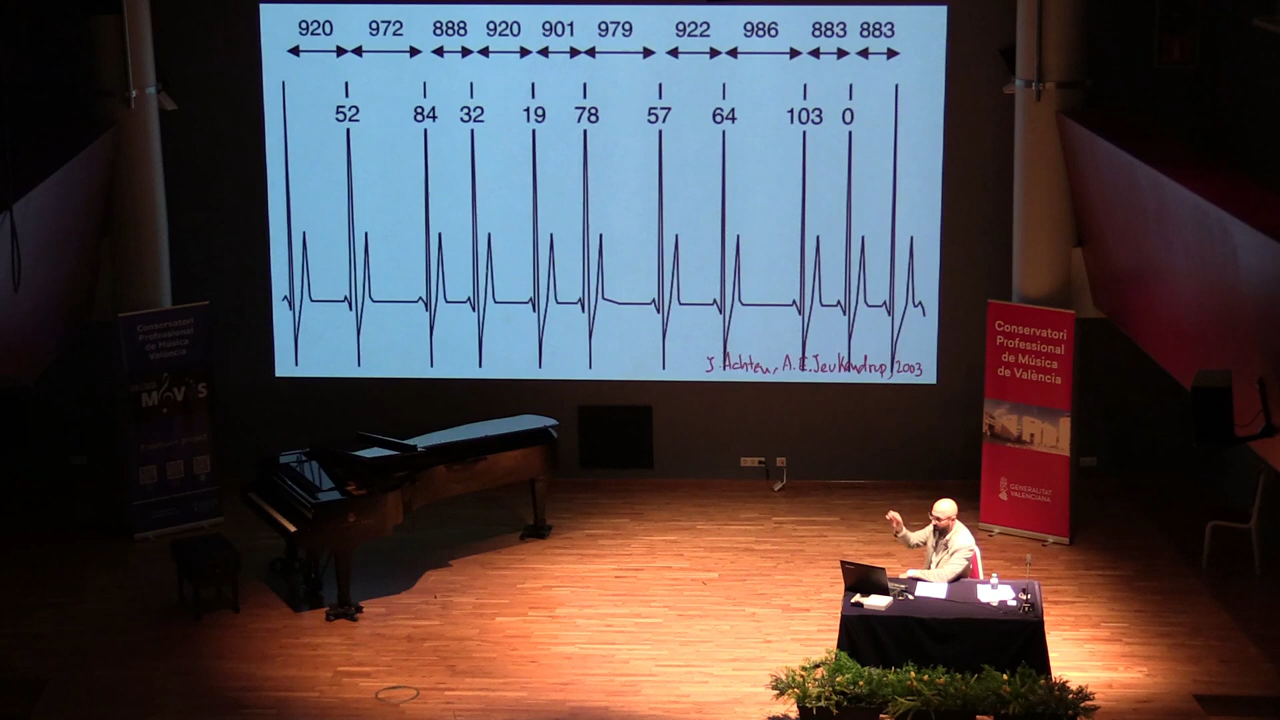 920 972 888 920 901 979 922 986 883 883
52 84 32 19 78 57 64 103 0
J. Achten, A. E. Jeukendrup, 2003
Conservatori
Professional
de Música
València
Conservatori
Professional
de Música
de València
GENERALITAT
VALENCIANA